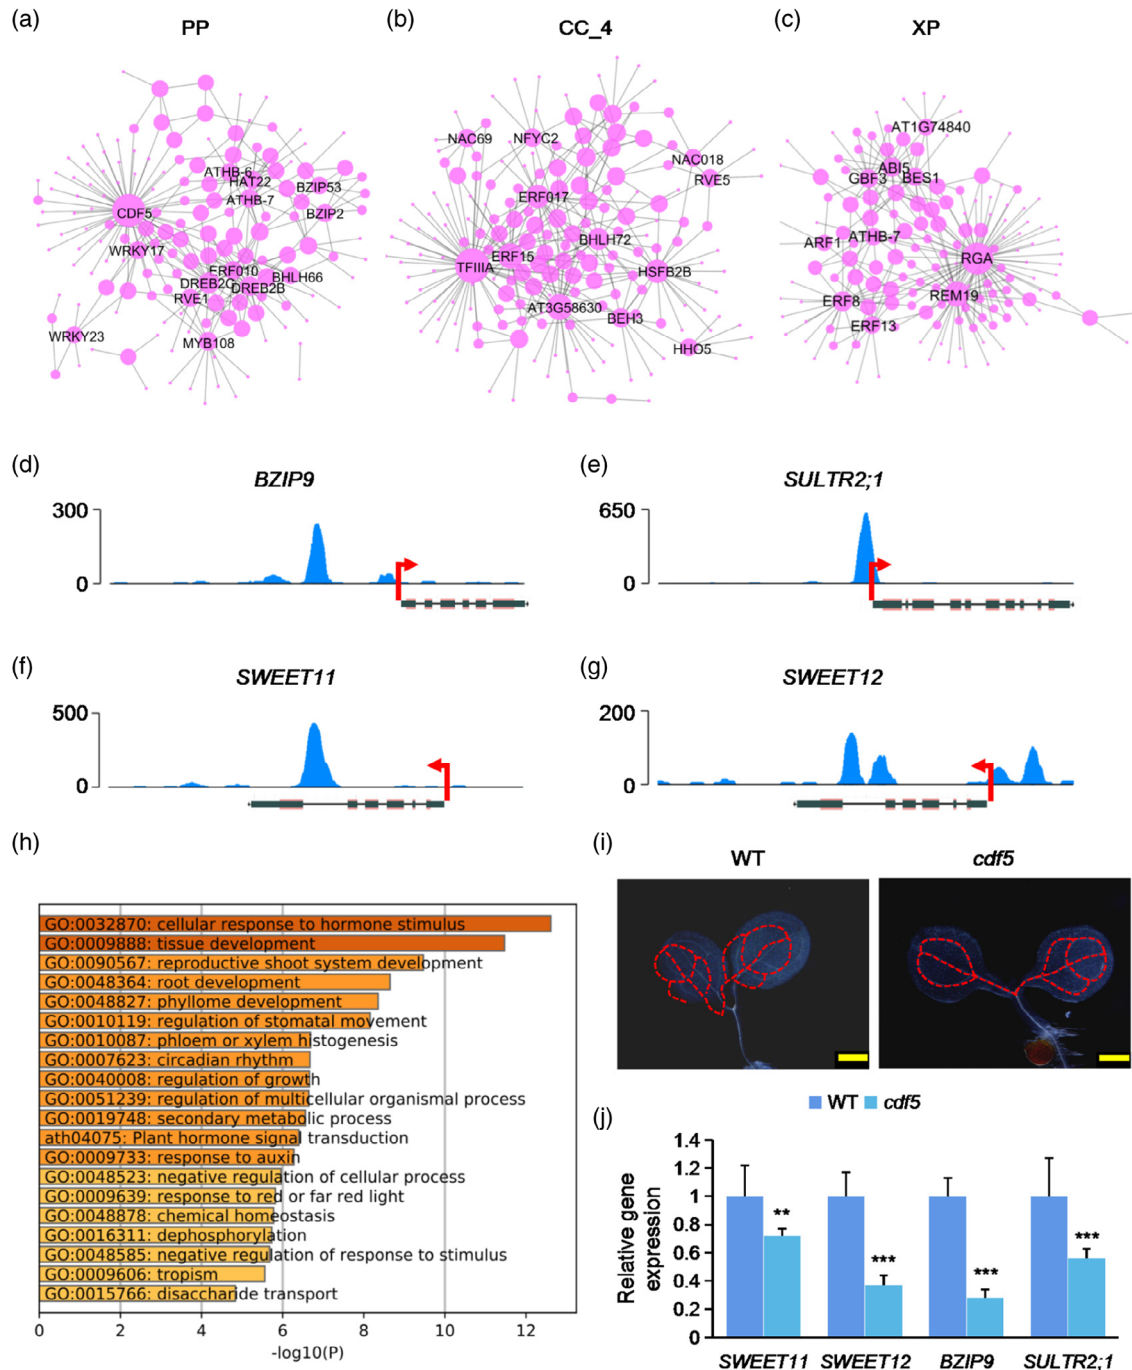 (a)
PP
(b)
CC_4
(c)
XP
ATHB-6
HAT22
ATHB-7
BZIP53
BZIP2
CDF5
WRKY17
ERF010
DREB2C
DREB2B
BHLH66
RVE1
WRKY23
MYB108
NAC69
NFYC2
NAC018
RVE5
ERF017
BHLH72
ERF15
TFIIIA
HSFB2B
AT3G58630
BEH3
HHO5
AT1G74840
ABI5
GBF3
BES1
ARF1
ATHB-7
RGA
REM19
ERF8
ERF13
(d)
BZIP9
300
0
(e)
SULTR2;1
650
0
(f)
SWEET11
500
0
(g)
SWEET12
200
0
(h)
GO:0032870: cellular response to hormone stimulus
GO:0009888: tissue development
GO:0090567: reproductive shoot system development
GO:0048364: root development
GO:0048827: phyllome development
GO:0010119: regulation of stomatal movement
GO:0010087: phloem or xylem histogenesis
GO:0007623: circadian rhythm
GO:0040008: regulation of growth
GO:0051239: regulation of multicellular organismal process
GO:0019748: secondary metabolic process
ath04075: Plant hormone signal transduction
GO:0009733: response to auxin
GO:0048523: negative regulation of cellular process
GO:0009639: response to red or far red light
GO:0048878: chemical homeostasis
GO:0016311: dephosphorylation
GO:0048585: negative regulation of response to stimulus
GO:0009606: tropism
GO:0015766: disaccharide transport
0 2 4 6 8 10 12
-log10(P)
(i)
WT
cdf5
(j)
WT cdf5
Relative gene
expression
1.4
1.2
1
0.8
0.6
0.4
0.2
0
**
***
***
***
SWEET11 SWEET12 BZIP9 SULTR2;1